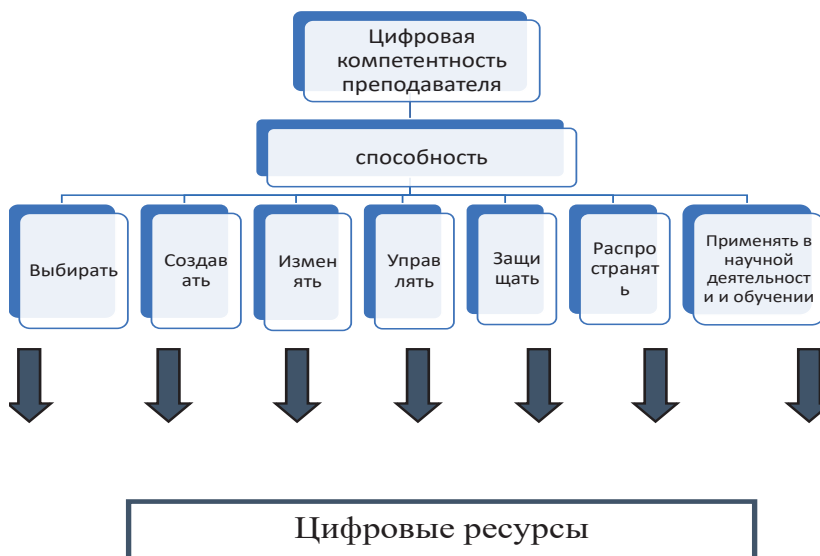 Цифровая
компетентность
преподавателя
способность
Выбирать
Создав
ать
Измен
ять
Управ
лять
Защи
щать
Распро
странят
ь
Применять в
научной
деятельност
и и обучении
Цифровые ресурсы